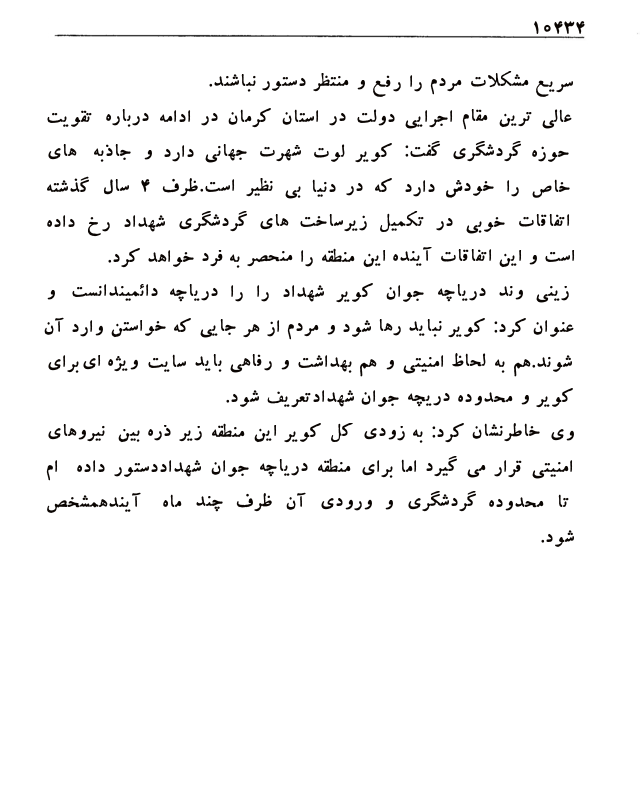 ۱۰۴۳۴
سریع مشکلات مردم را رفع و منتظر دستور نباشند.
عالی ترین مقام اجرایی دولت در استان کرمان در ادامه درباره تقویت
حوزه گردشگری گفت: کویر لوت شهرت جهانی دارد و جاذبه های
خاص را خودش دارد که در دنیا بی نظیر است.ظرف ۴ سال گذشته
اتفاقات خوبی در تکمیل زیرساخت های گردشگری شهداد رخ داده
است و این اتفاقات آینده این منطقه را منحصر به فرد خواهد کرد.
زینی وند دریاچه جوان کویر شهداد را را دریاچه دائمیندانست و
عنوان کرد: کویر نباید رها شود و مردم از هر جایی که خواستن وارد آن
شوند.هم به لحاظ امنیتی و هم بهداشت و رفاهی باید سایت ویژه ای برای
کویر و محدوده دریچه جوان شهدادتعریف شود.
وی خاطرنشان کرد: به زودی کل کویر این منطقه زیر ذره بین نیروهای
امنیتی قرار می گیرد اما برای منطقه دریاچه جوان شهداددستور داده ام
تا محدوده گردشگری و ورودی آن ظرف چند ماه آیندهمشخص
شود.